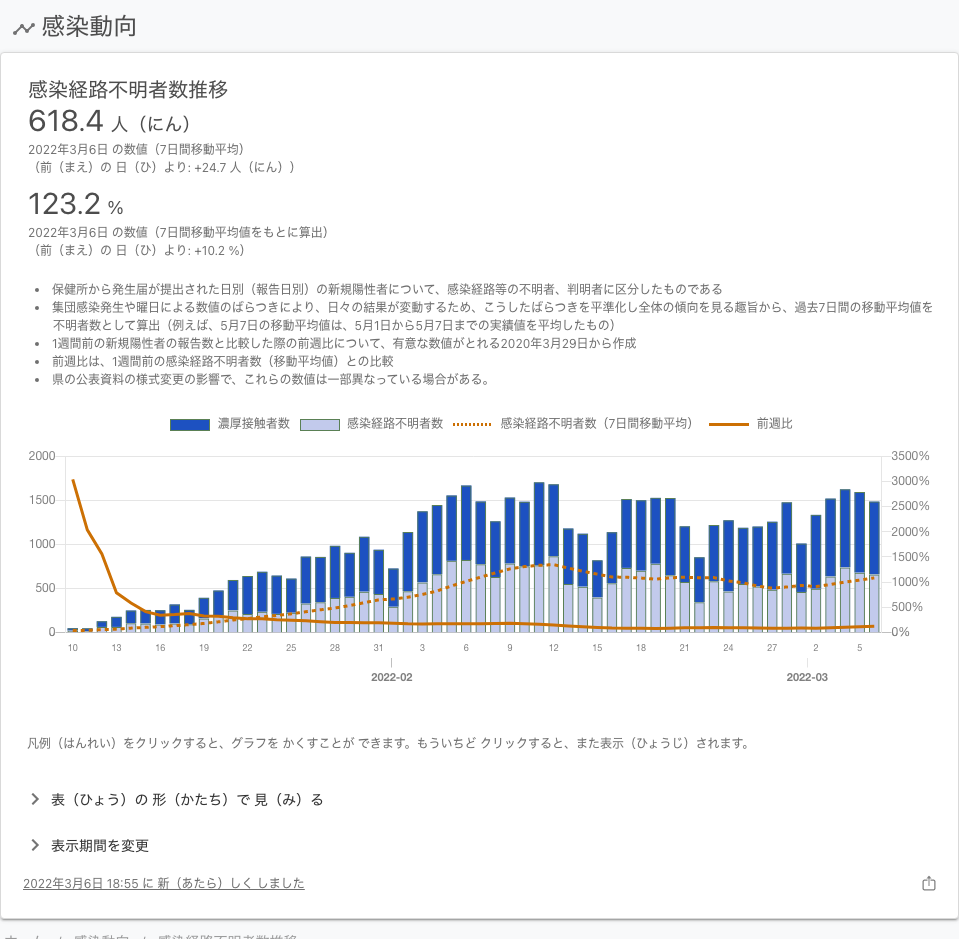 感染動向
感染経路不明者数推移
618.4 人（にん）
2022年3月6日 の数値（7日間移動平均）
（前（まえ）の 日（ひ）より: +24.7 人（にん））
123.2 %
2022年3月6日 の数値（7日間移動平均値をもとに算出）
（前（まえ）の 日（ひ）より: +10.2 %）
• 保健所から発生届が提出された日別（報告日別）の新規陽性者について、感染経路等の不明者、判明者に区分したものである
• 集団感染発生や曜日による数値のばらつきにより、日々の結果が変動するため、こうしたばらつきを平準化し全体の傾向を見る趣旨から、過去7日間の移動平均値を
不明者数として算出（例えば、5月7日の移動平均値は、5月1日から5月7日までの実績値を平均したもの）
• 1週間前の新規陽性者の報告数と比較した際の前週比について、有意な数値がとれる2020年3月29日から作成
• 前週比は、1週間前の感染経路不明者数（移動平均値）との比較
• 県の公表資料の様式変更の影響で、これらの数値は一部異なっている場合がある。
濃厚接触者数 感染経路不明者数 感染経路不明者数（7日間移動平均） 前週比
2000 3500%
3000%
1500 2500%
2000%
1000 1500%
1000%
500 500%
0 0%
10 13 16 19 22 25 28 31 3 6 9 12 15 18 21 24 27 2 5
2022-02 2022-03
凡例（はんれい）をクリックすると、グラフを かくすことが できます。もういちど クリックすると、また表示（ひょうじ）されます。
表（ひょう）の 形（かたち）で 見（み）る
表示期間を変更
2022年3月6日 18:55 に 新（あたら）しく しました